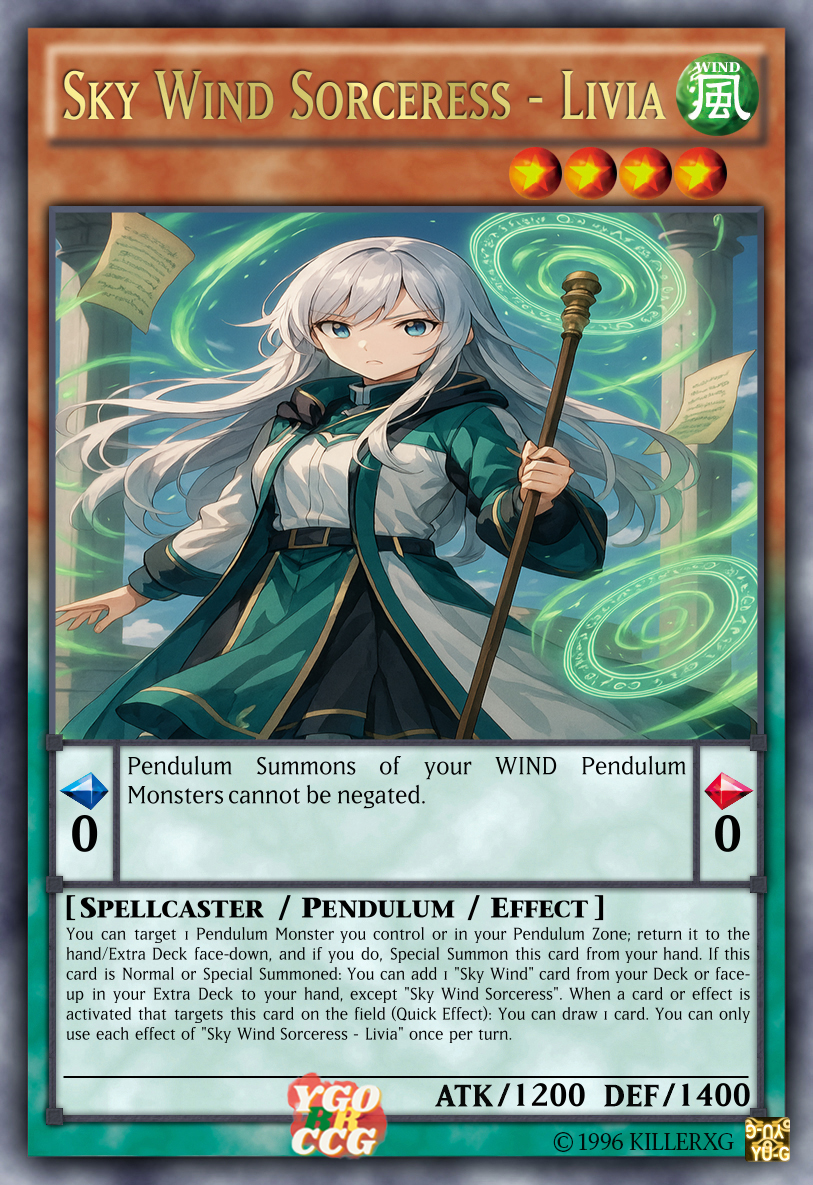 Sky Wind Sorceress - Livia
WIND
風
Pendulum Summons of your WIND Pendulum
Monsters cannot be negated.
0
0
[ Spellcaster / Pendulum / Effect ]
You can target 1 Pendulum Monster you control or in your Pendulum Zone; return it to the
hand/Extra Deck face-down, and if you do, Special Summon this card from your hand. If this
card is Normal or Special Summoned: You can add 1 "Sky Wind" card from your Deck or face-
up in your Extra Deck to your hand, except "Sky Wind Sorceress". When a card or effect is
activated that targets this card on the field (Quick Effect): You can draw 1 card. You can only
use each effect of "Sky Wind Sorceress - Livia" once per turn.
ATK/1200 DEF/1400
YGO
BR
CCG
© 1996 KILLERXG